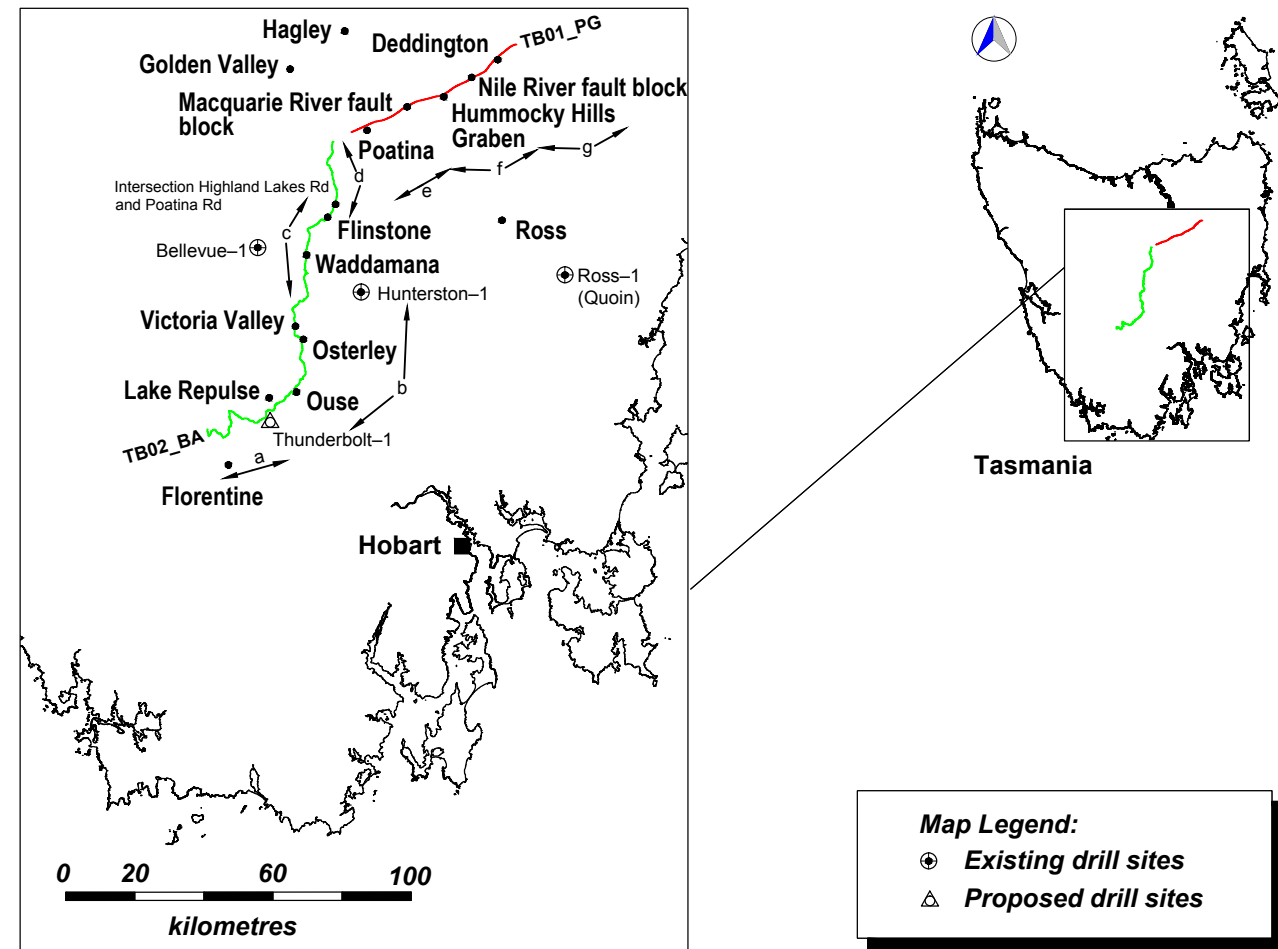 Hagley
Deddington
TB01_PG
Golden Valley
Nile River fault block
Macquarie River fault
block
Hummocky Hills
Graben
Poatina
g
f
e
d
Intersection Highland Lakes Rd
and Poatina Rd
Flinstone
Ross
c
Bellevue–1
Waddamana
Ross–1
(Quoin)
Hunterston–1
Victoria Valley
Osterley
Lake Repulse
Ouse
b
TB02_BA
Thunderbolt–1
a
Florentine
Hobart
0 20 60 100
kilometres
Tasmania
Map Legend:
Existing drill sites
Proposed drill sites